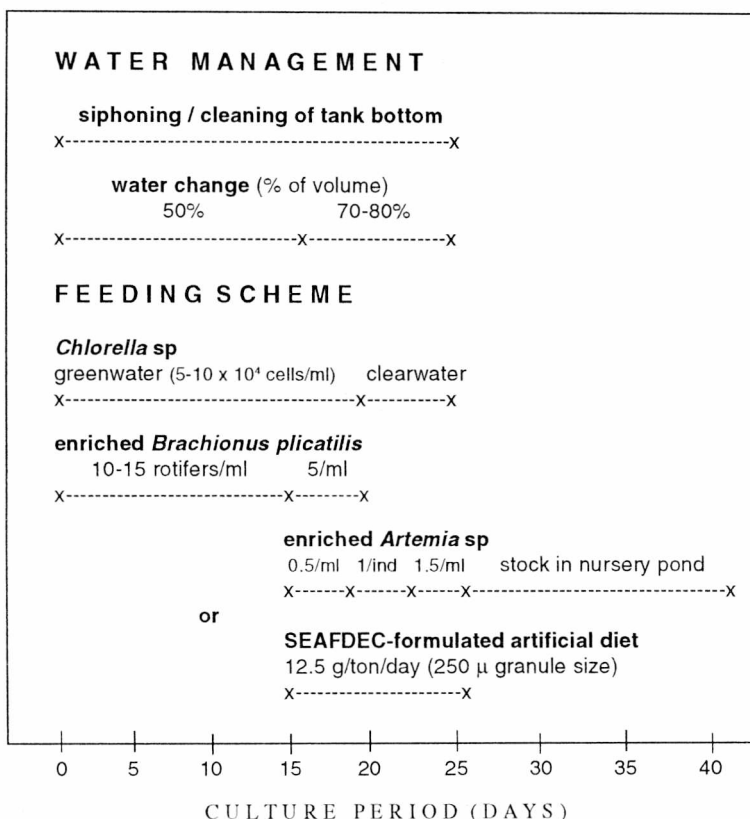 WATER MANAGEMENT
siphoning / cleaning of tank bottom
X-----------------------------------------------X
water change (% of volume)
50% 70-80%
X----------------------------X-----------------X
FEEDING SCHEME
Chlorella sp
greenwater (5-10 x 10⁴ cells/ml) clearwater
X-----------------------------------X----------X
enriched Brachionus plicatilis
10-15 rotifers/ml 5/ml
X---------------------------X---------X
enriched Artemia sp
0.5/ml 1/ind 1.5/ml stock in nursery pond
X-------X-------X------X--------------------------------X
or
SEAFDEC-formulated artificial diet
12.5 g/ton/day (250 µ granule size)
X---------------------X
0 5 10 15 20 25 30 35 40
CULTURE PERIOD (DAYS)